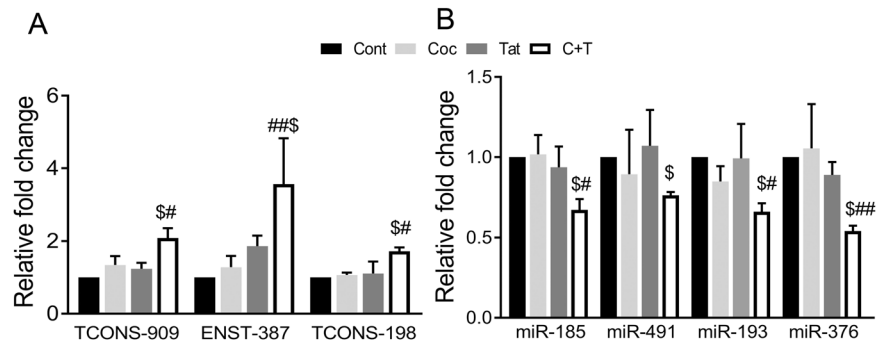 A
B
Cont Coc Tat C+T
Relative fold change
6
4
2
0
$#
##$
$#
TCONS-909 ENST-387 TCONS-198
Relative fold change
1.5
1.0
0.5
0.0
$#
$
$#
$##
miR-185 miR-491 miR-193 miR-376